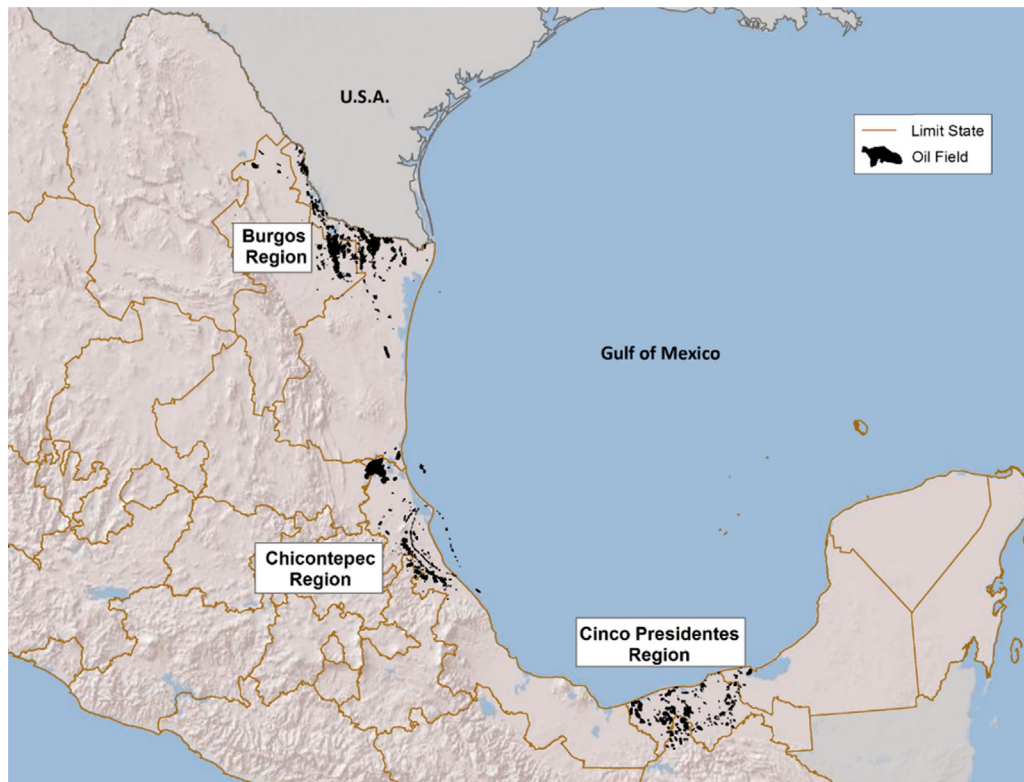 U.S.A.
Limit State
Oil Field
Burgos
Region
Gulf of Mexico
Chicontepec
Region
Cinco Presidentes
Region